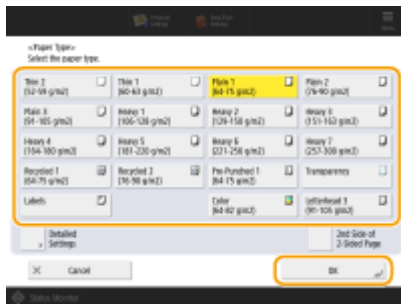 <Paper Type>
Select the paper type.
Thin 2
(52-59 g/m2)
Thin 1
(60-63 g/m2)
Plain 1
(64-75 g/m2)
Plain 2
(76-90 g/m2)
Plain 3
(91-105 g/m2)
Heavy 1
(106-128 g/m2)
Heavy 2
(129-150 g/m2)
Heavy 3
(151-163 g/m2)
Heavy 4
(164-180 g/m2)
Heavy 5
(181-220 g/m2)
Heavy 6
(221-256 g/m2)
Heavy 7
(257-300 g/m2)
Recycled 1
(64-75 g/m2)
Recycled 2
(76-90 g/m2)
Pre-Punched 1
(64-75 g/m2)
Transparency
Labels
Color
(64-82 g/m2)
Letterhead 3
(91-105 g/m2)
Detailed
Settings
2nd Side of
2-Sided Page
Cancel
OK
Status Monitor